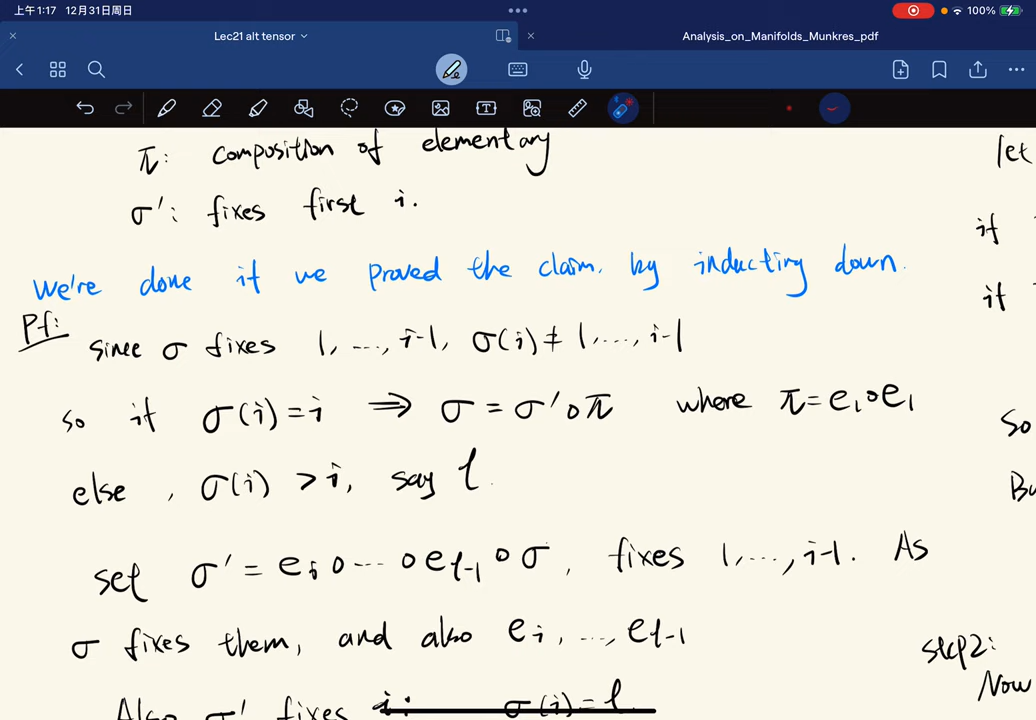 上午1:17 12月31日周日
100%
Lec21 alt tensor
Analysis_on_Manifolds_Munkres_pdf
π: composition of elementary
σ': fixes first i.
We're done if we proved the claim, by inducting down.
Pf:
since σ fixes 1, ..., i-1, σ(i) ≠ 1, ..., i-1
so if σ(i) = i ⇒ σ = σ'∘π where π = e₁∘e₁
else, σ(i) > i, say l.
set σ' = eᵢ∘...∘eₗ₋₁∘σ, fixes 1, ..., i-1. As
σ fixes them, and also eᵢ, ..., eₗ₋₁
Also σ' fixes i: σ(i) = l
let
if
it
So
Bu
step2:
Now